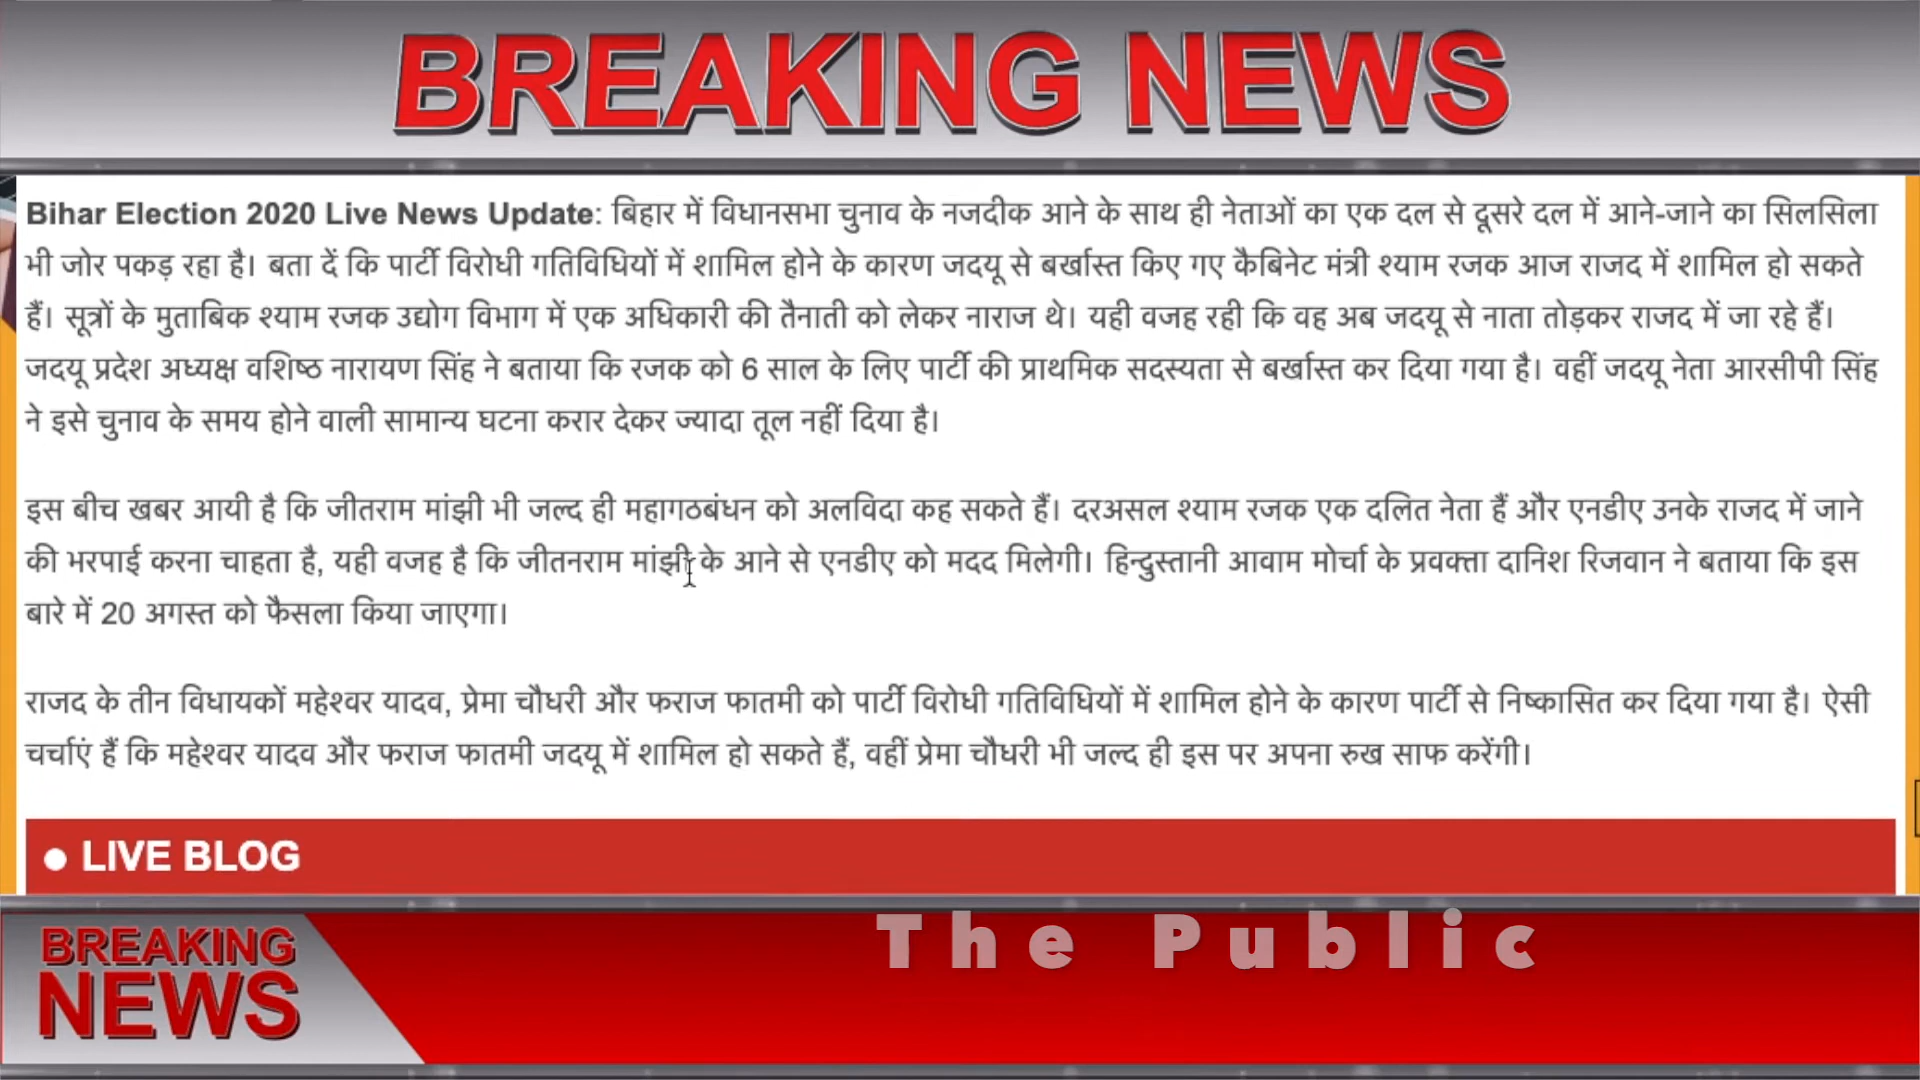 BREAKING NEWS
Bihar Election 2020 Live News Update: बिहार में विधानसभा चुनाव के नजदीक आने के साथ ही नेताओं का एक दल से दूसरे दल में आने-जाने का सिलसिला
भी जोर पकड़ रहा है। बता दें कि पार्टी विरोधी गतिविधियों में शामिल होने के कारण जदयू से बर्खास्त किए गए कैबिनेट मंत्री श्याम रजक आज राजद में शामिल हो सकते
हैं। सूत्रों के मुताबिक श्याम रजक उद्योग विभाग में एक अधिकारी की तैनाती को लेकर नाराज थे। यही वजह रही कि वह अब जदयू से नाता तोड़कर राजद में जा रहे हैं।
जदयू प्रदेश अध्यक्ष वशिष्ठ नारायण सिंह ने बताया कि रजक को 6 साल के लिए पार्टी की प्राथमिक सदस्यता से बर्खास्त कर दिया गया है। वहीं जदयू नेता आरसीपी सिंह
ने इसे चुनाव के समय होने वाली सामान्य घटना करार देकर ज्यादा तूल नहीं दिया है।
इस बीच खबर आयी है कि जीतराम मांझी भी जल्द ही महागठबंधन को अलविदा कह सकते हैं। दरअसल श्याम रजक एक दलित नेता हैं और एनडीए उनके राजद में जाने
की भरपाई करना चाहता है, यही वजह है कि जीतनराम मांझी के आने से एनडीए को मदद मिलेगी। हिन्दुस्तानी आवाम मोर्चा के प्रवक्ता दानिश रिजवान ने बताया कि इस
बारे में 20 अगस्त को फैसला किया जाएगा।
राजद के तीन विधायकों महेश्वर यादव, प्रेमा चौधरी और फराज फातमी को पार्टी विरोधी गतिविधियों में शामिल होने के कारण पार्टी से निष्कासित कर दिया गया है। ऐसी
चर्चाएं हैं कि महेश्वर यादव और फराज फातमी जदयू में शामिल हो सकते हैं, वहीं प्रेमा चौधरी भी जल्द ही इस पर अपना रुख साफ करेंगी।
LIVE BLOG
The Public
BREAKING
NEWS